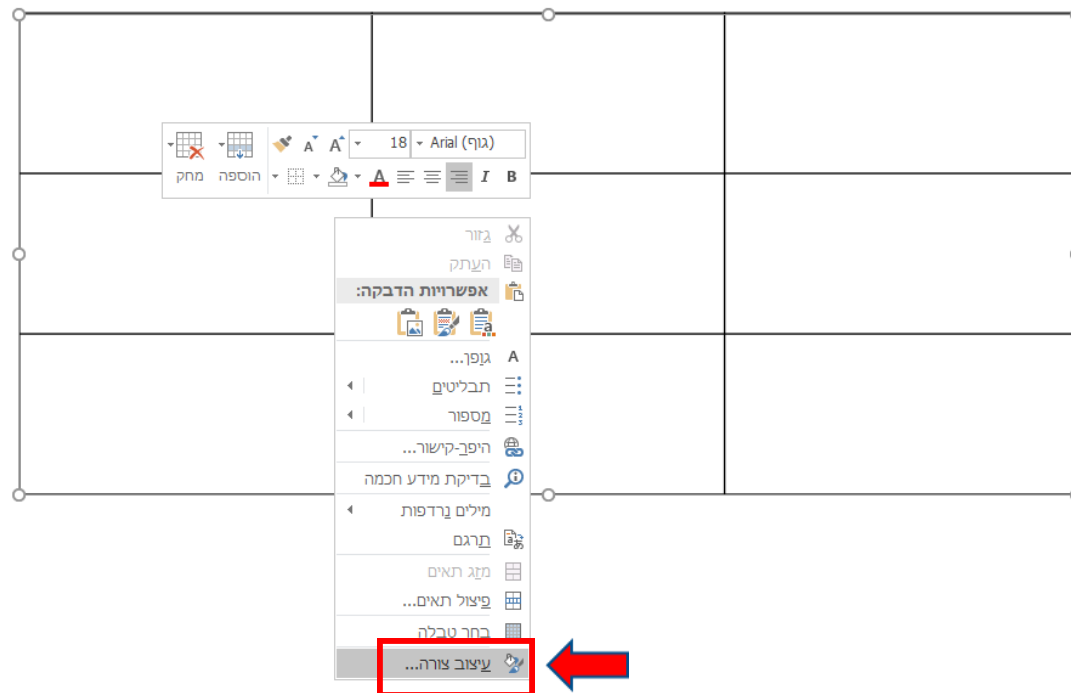 Arial (גוף) 18 A A
B I A הוספה מחק
גזור
העתק
אפשרויות הדבקה:
a
A גופן...
תבליטים
מספור
היפר-קישור...
בדיקת מידע חכמה
מילים נרדפות
תרגם
מזג תאים
פיצול תאים...
בחר טבלה
עיצוב צורה...